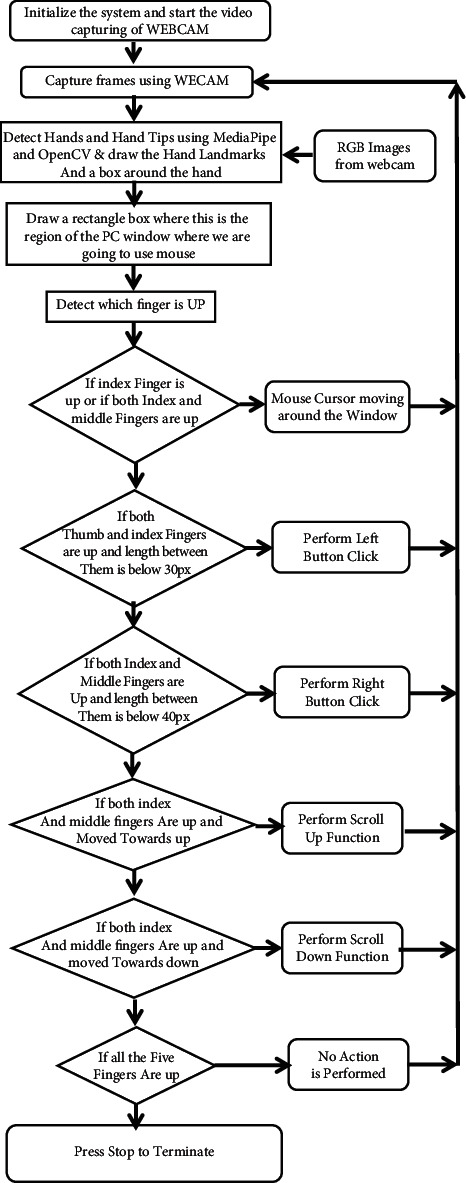 Initialize the system and start the video
capturing of WEBCAM
Capture frames using WECAM
Detect Hands and Hand Tips using MediaPipe
and OpenCV & draw the Hand Landmarks
And a box around the hand
RGB Images
from webcam
Draw a rectangle box where this is the
region of the PC window where we are
going to use mouse
Detect which finger is UP
If index Finger is
up or if both Index and
middle Fingers are up
Mouse Cursor moving
around the Window
If both
Thumb and index Fingers
are up and length between
Them is below 30px
Perform Left
Button Click
If both Index and
Middle Fingers are
Up and length between
Them is below 40px
Perform Right
Button Click
If both index
And middle fingers Are up and
Moved Towards up
Perform Scroll
Up Function
If both index
And middle fingers Are up and
moved Towards down
Perform Scroll
Down Function
If all the Five
Fingers Are up
No Action
is Performed
Press Stop to Terminate